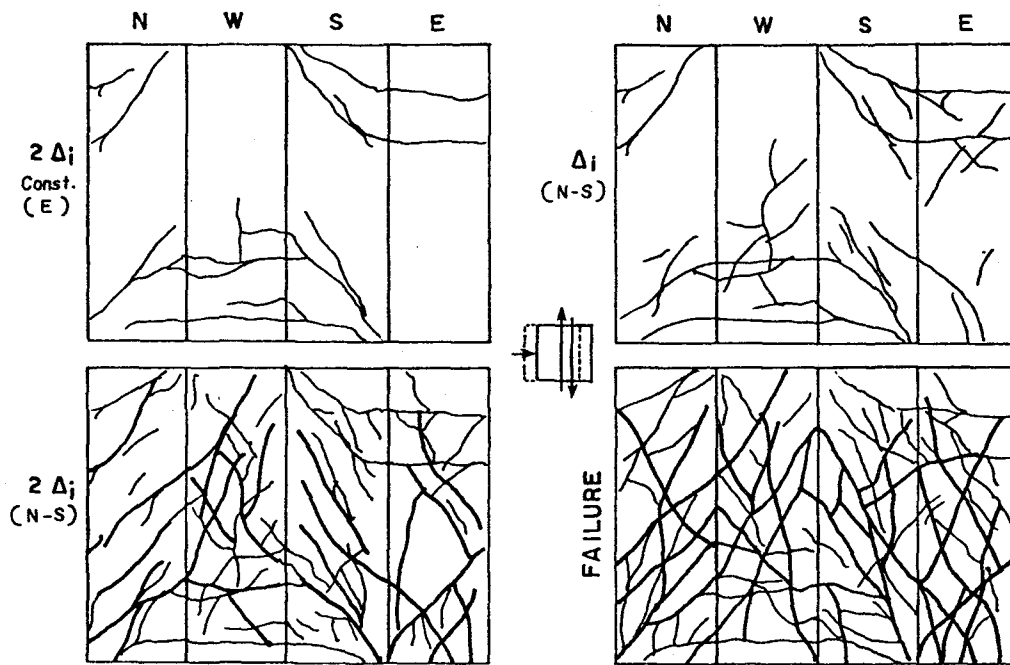 N W S E
N W S E
2 Δi
Const.
(E)
Δi
(N-S)
2 Δi
(N-S)
FAILURE